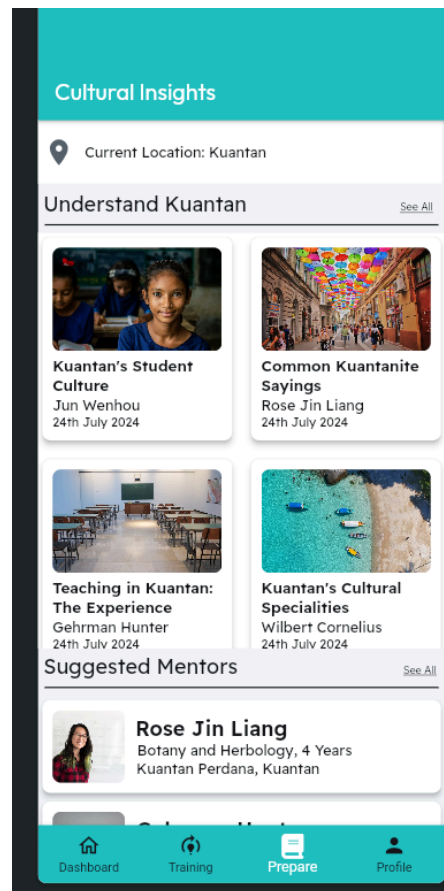 Cultural Insights
Current Location: Kuantan
Understand Kuantan
See All
Kuantan's Student
Culture
Jun Wenhou
24th July 2024
Common Kuantanite
Sayings
Rose Jin Liang
24th July 2024
Teaching in Kuantan:
The Experience
Gehrman Hunter
24th July 2024
Kuantan's Cultural
Specialities
Wilbert Cornelius
24th July 2024
Suggested Mentors
See All
Rose Jin Liang
Botany and Herbology, 4 Years
Kuantan Perdana, Kuantan
Dashboard
Training
Prepare
Profile